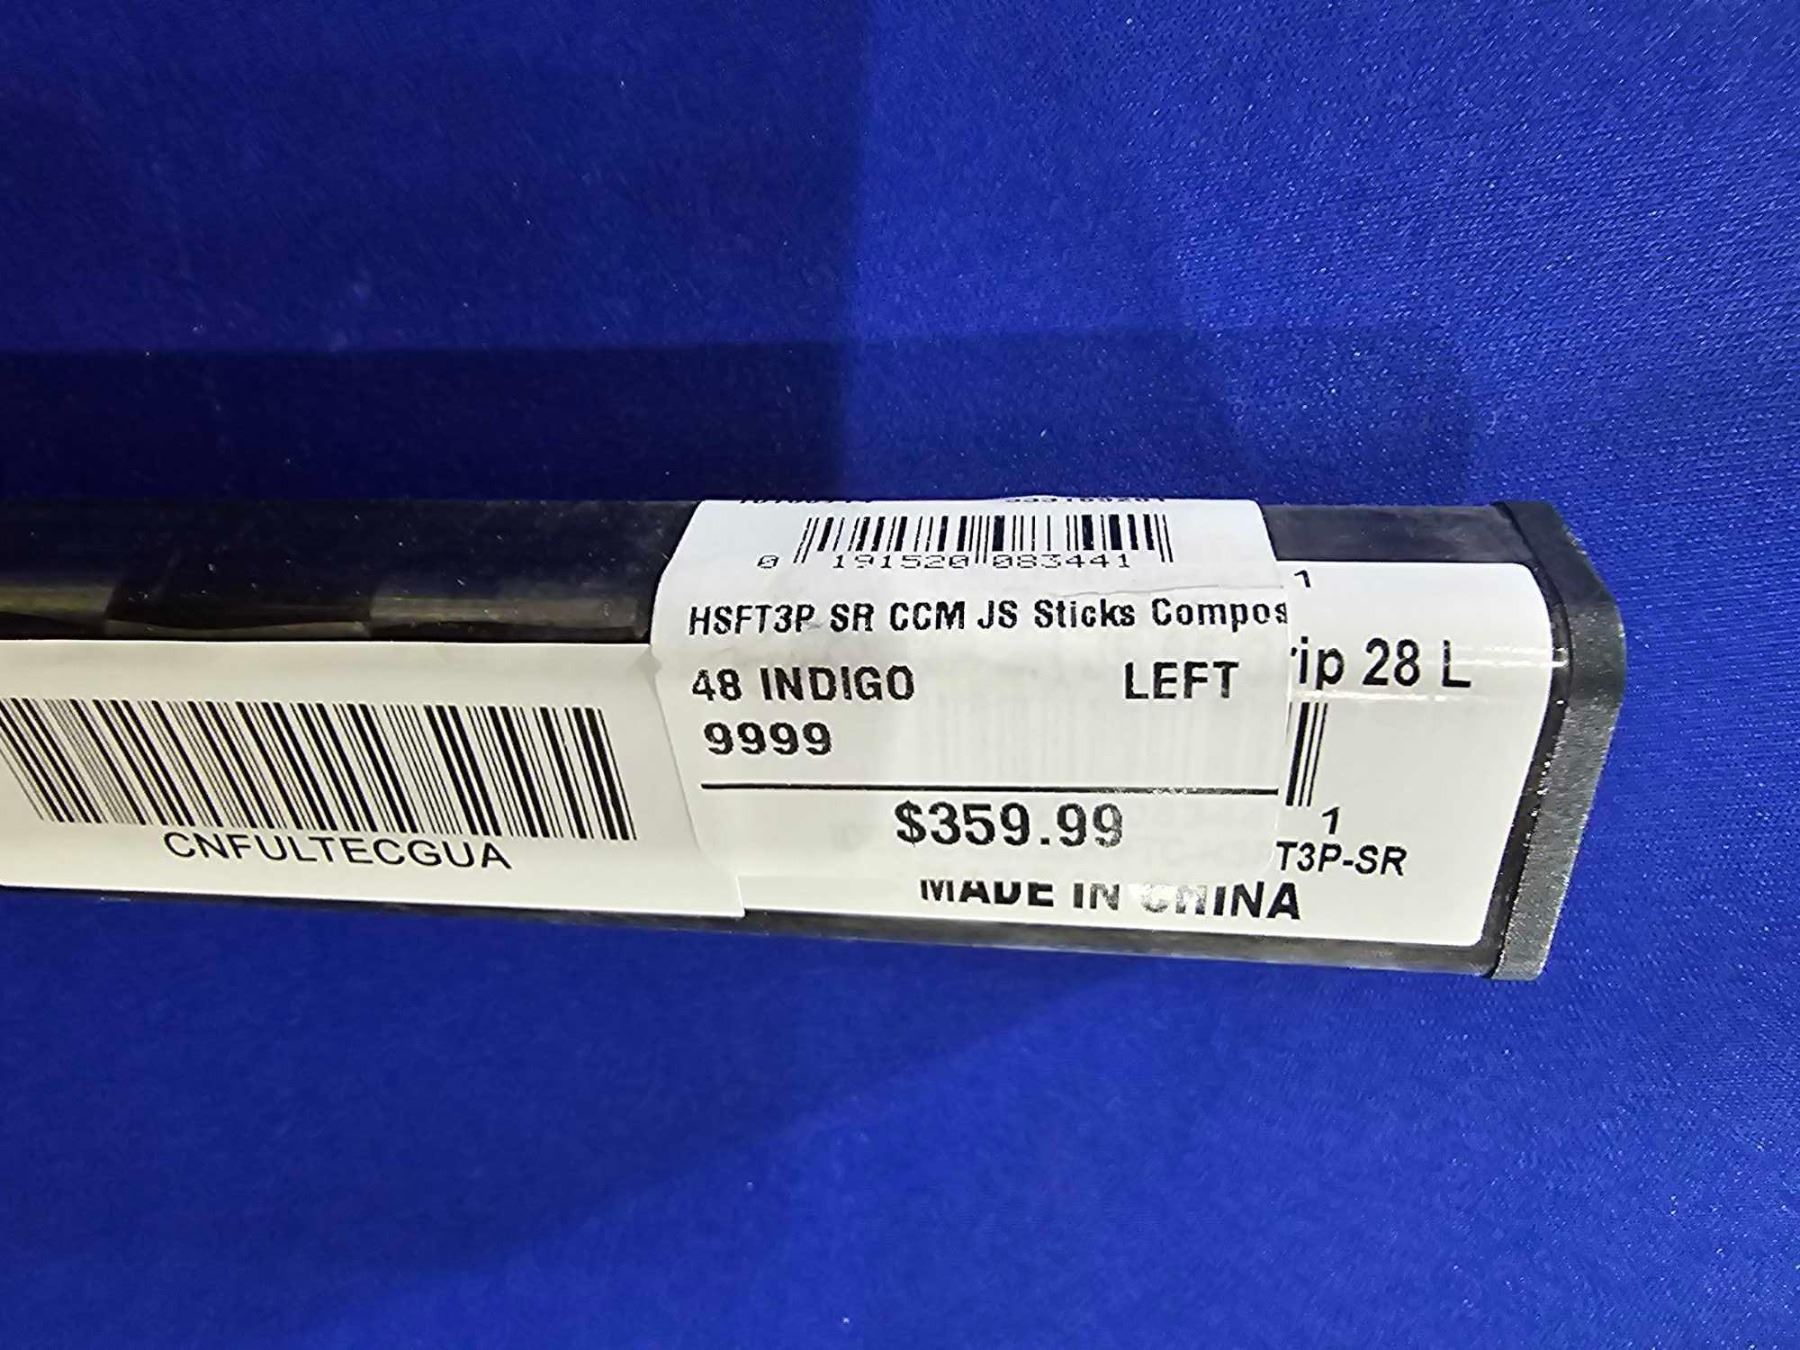 0 191520 083441
1
HSFT3P SR CCM JS Sticks Compos
48 INDIGO LEFT
rip 28 L
9999
$359.99
1
T3P-SR
MADE IN CHINA
CNFULTECGUA